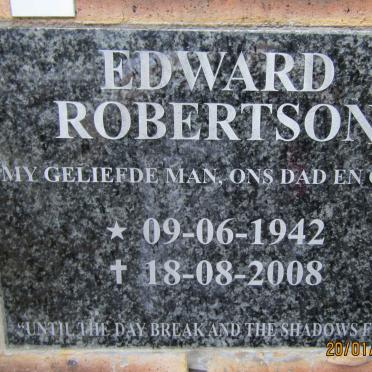 EDWARD
ROBERTSON
MY GELIEFDE MAN, ONS DAD EN
★ 09-06-1942
✝ 18-08-2008
"UNTIL THE DAY BREAK AND THE SHADOWS F
20/01